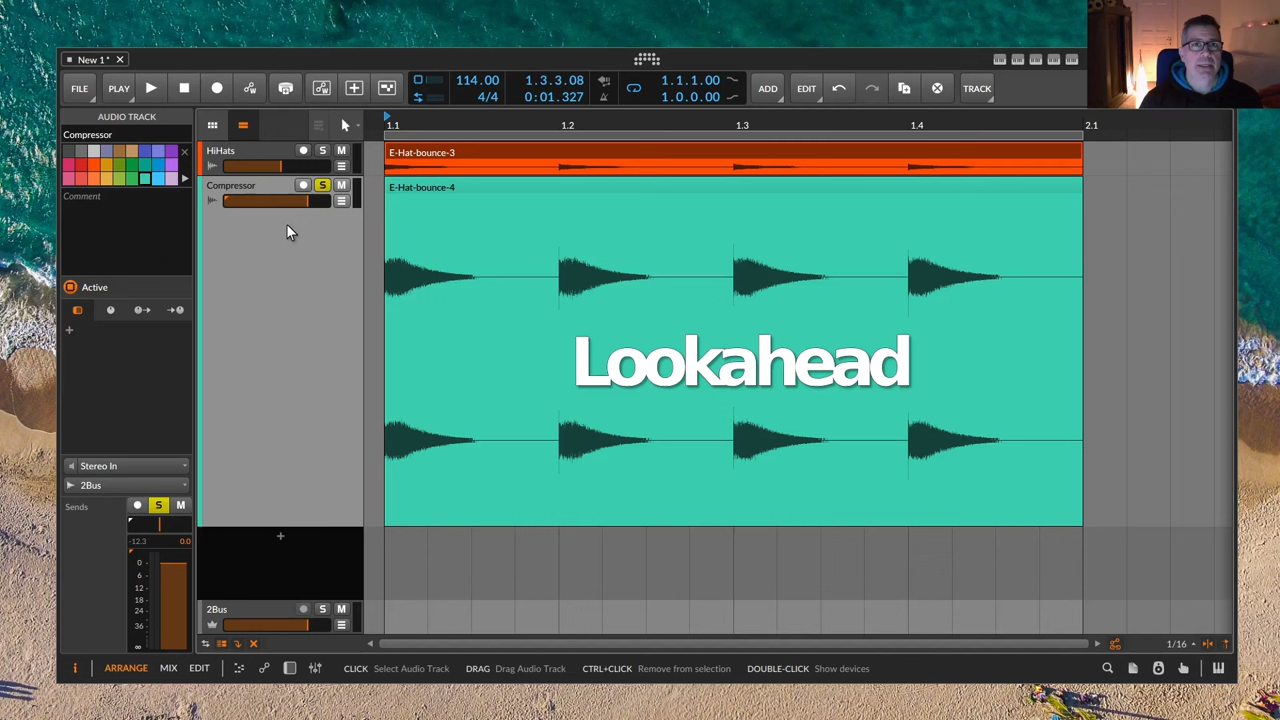 New 1*
FILE
PLAY
114.00
4/4
1.3.3.08
0:01.327
1.1.1.00
1.0.0.00
ADD
EDIT
TRACK
AUDIO TRACK
Compressor
Comment
Active
Stereo In
2Bus
Sends
S
M
-12.3
0.0
0
6
12
18
24
36
∞
1.1
1.2
1.3
1.4
2.1
HiHats
S
M
Compressor
S
M
E-Hat-bounce-3
E-Hat-bounce-4
Lookahead
+
2Bus
S
M
1/16
i
ARRANGE
MIX
EDIT
CLICK Select Audio Track
DRAG Drag Audio Track
CTRL+CLICK Remove from selection
DOUBLE-CLICK Show devices